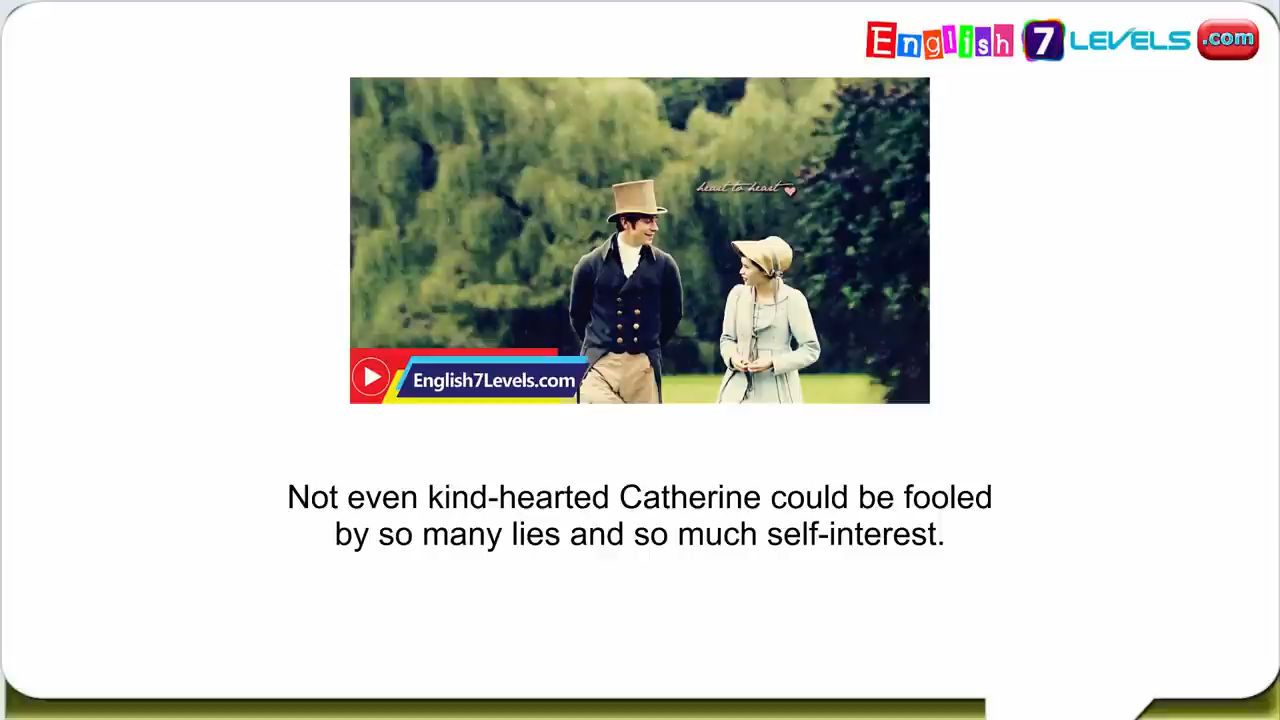 English 7 LEVELS .com
heart to heart
English7Levels.com
Not even kind-hearted Catherine could be fooled
by so many lies and so much self-interest.